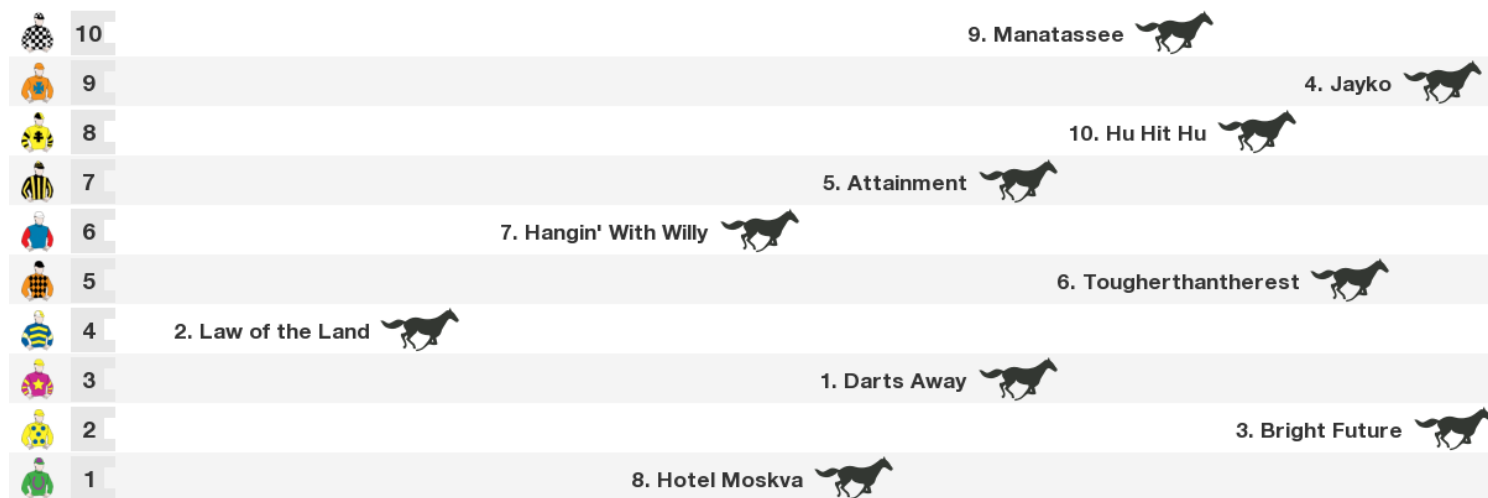 10 9. Manatassee
9 4. Jayko
8 10. Hu Hit Hu
7 5. Attainment
6 7. Hangin' With Willy
5 6. Tougherthantherest
4 2. Law of the Land
3 1. Darts Away
2 3. Bright Future
1 8. Hotel Moskva